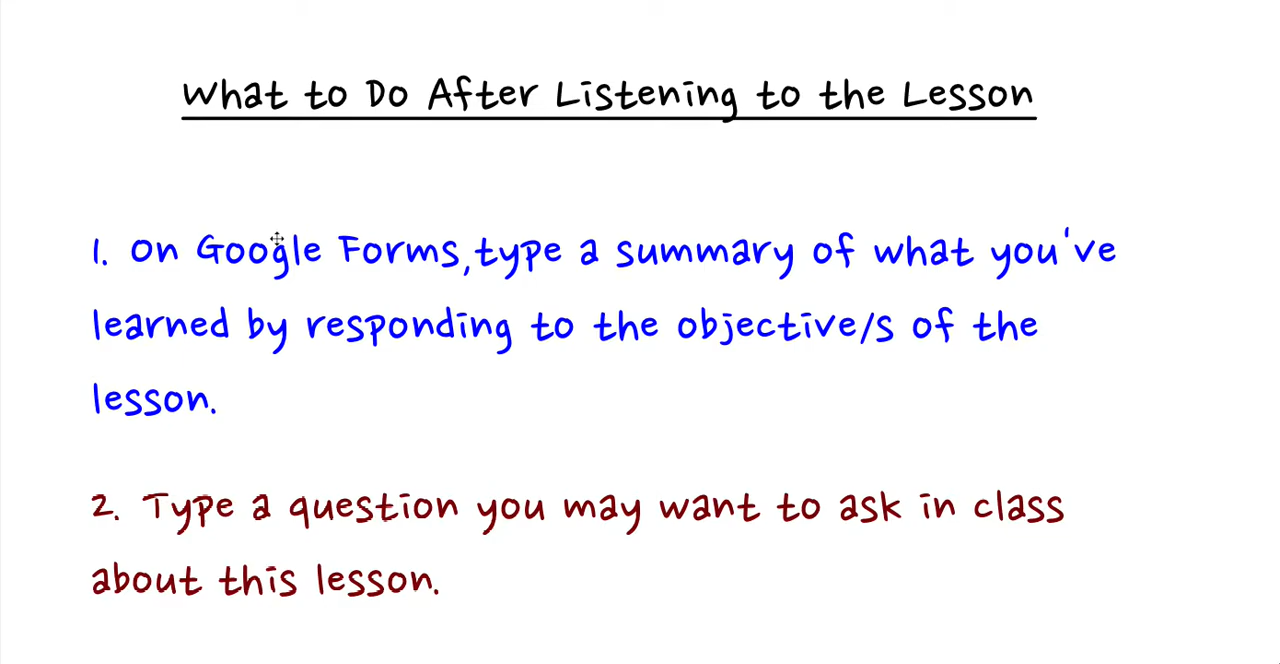 What to Do After Listening to the Lesson
1. On Google Forms, type a summary of what you've
learned by responding to the objective/s of the
lesson.
2. Type a question you may want to ask in class
about this lesson.